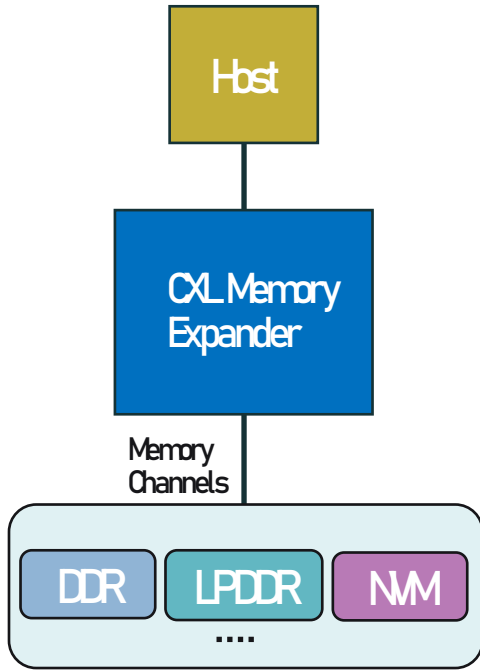 Host
CXL Memory
Expander
Memory
Channels
DDR
LPDDR
NVM
....